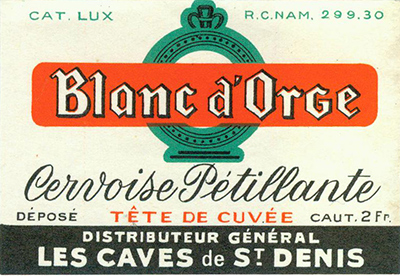 CAT. LUX R.C.NAM. 299.30
Blanc d'Orge
Cervoise Pétillante
DÉPOSÉ TÊTE DE CUVÉE CAUT. 2 Fr.
DISTRIBUTEUR GÉNÉRAL
LES CAVES de ST DENIS